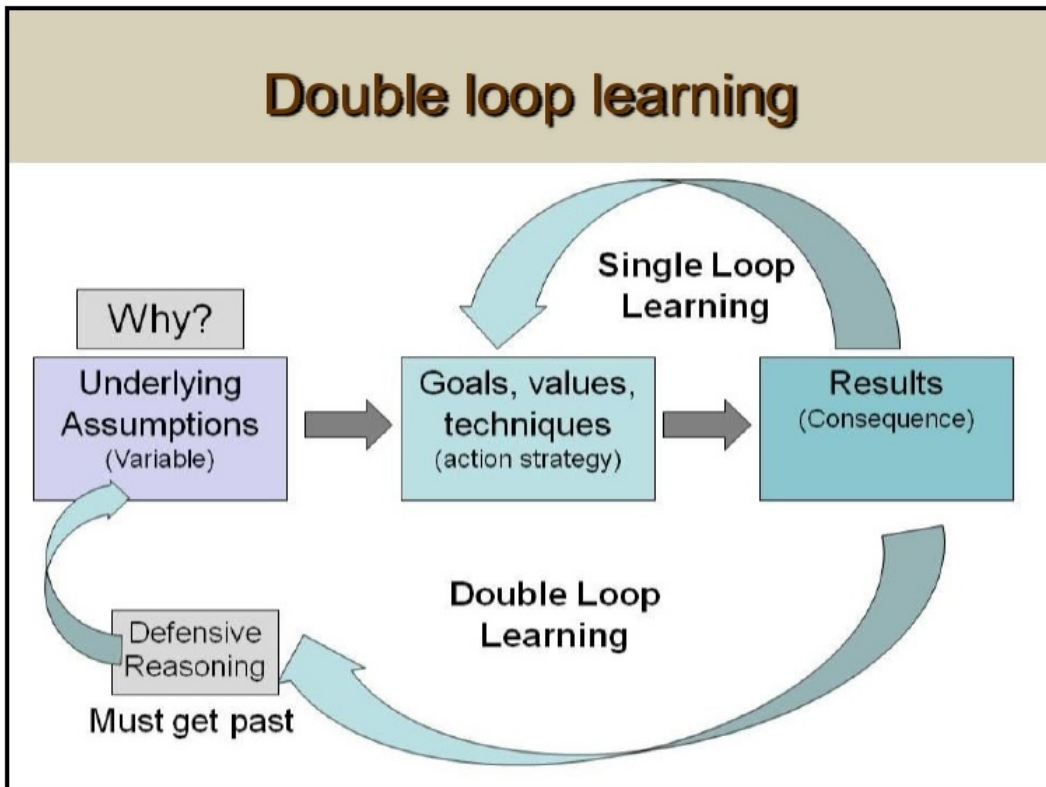 Double loop learning
Single Loop
Learning
Why?
Underlying
Assumptions
(Variable)
Goals, values,
techniques
(action strategy)
Results
(Consequence)
Double Loop
Learning
Defensive
Reasoning
Must get past